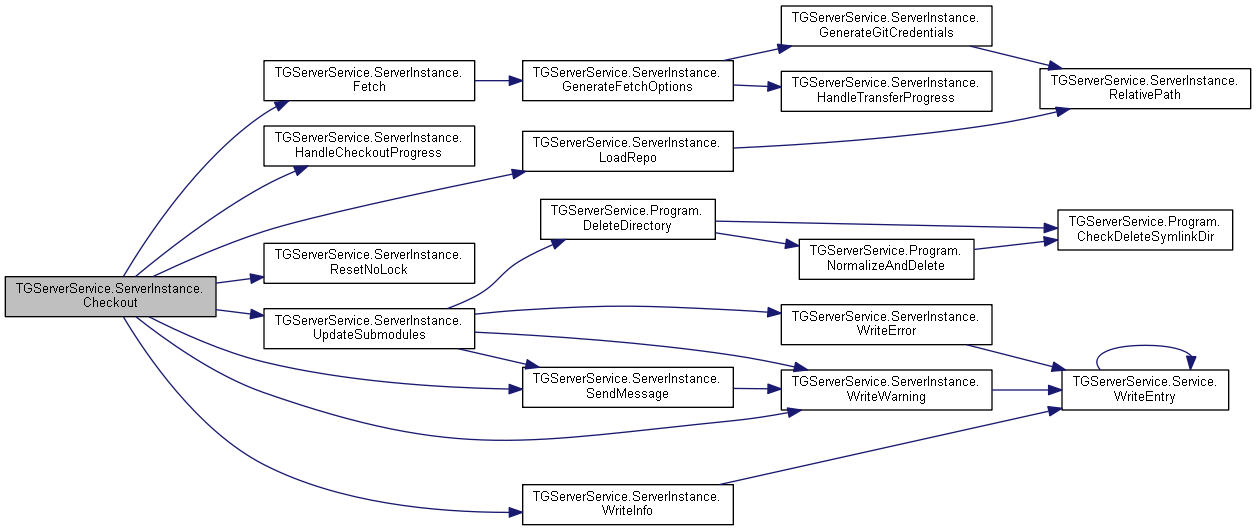 TGServerService.ServerInstance.
Checkout
TGServerService.ServerInstance.
Fetch
TGServerService.ServerInstance.
HandleCheckoutProgress
TGServerService.ServerInstance.
ResetNoLock
TGServerService.ServerInstance.
UpdateSubmodules
TGServerService.ServerInstance.
GenerateFetchOptions
TGServerService.ServerInstance.
LoadRepo
TGServerService.Program.
DeleteDirectory
TGServerService.ServerInstance.
SendMessage
TGServerService.ServerInstance.
WriteInfo
TGServerService.ServerInstance.
GenerateGitCredentials
TGServerService.ServerInstance.
HandleTransferProgress
TGServerService.Program.
NormalizeAndDelete
TGServerService.ServerInstance.
WriteError
TGServerService.ServerInstance.
WriteWarning
TGServerService.ServerInstance.
RelativePath
TGServerService.Program.
CheckDeleteSymlinkDir
TGServerService.Service.
WriteEntry